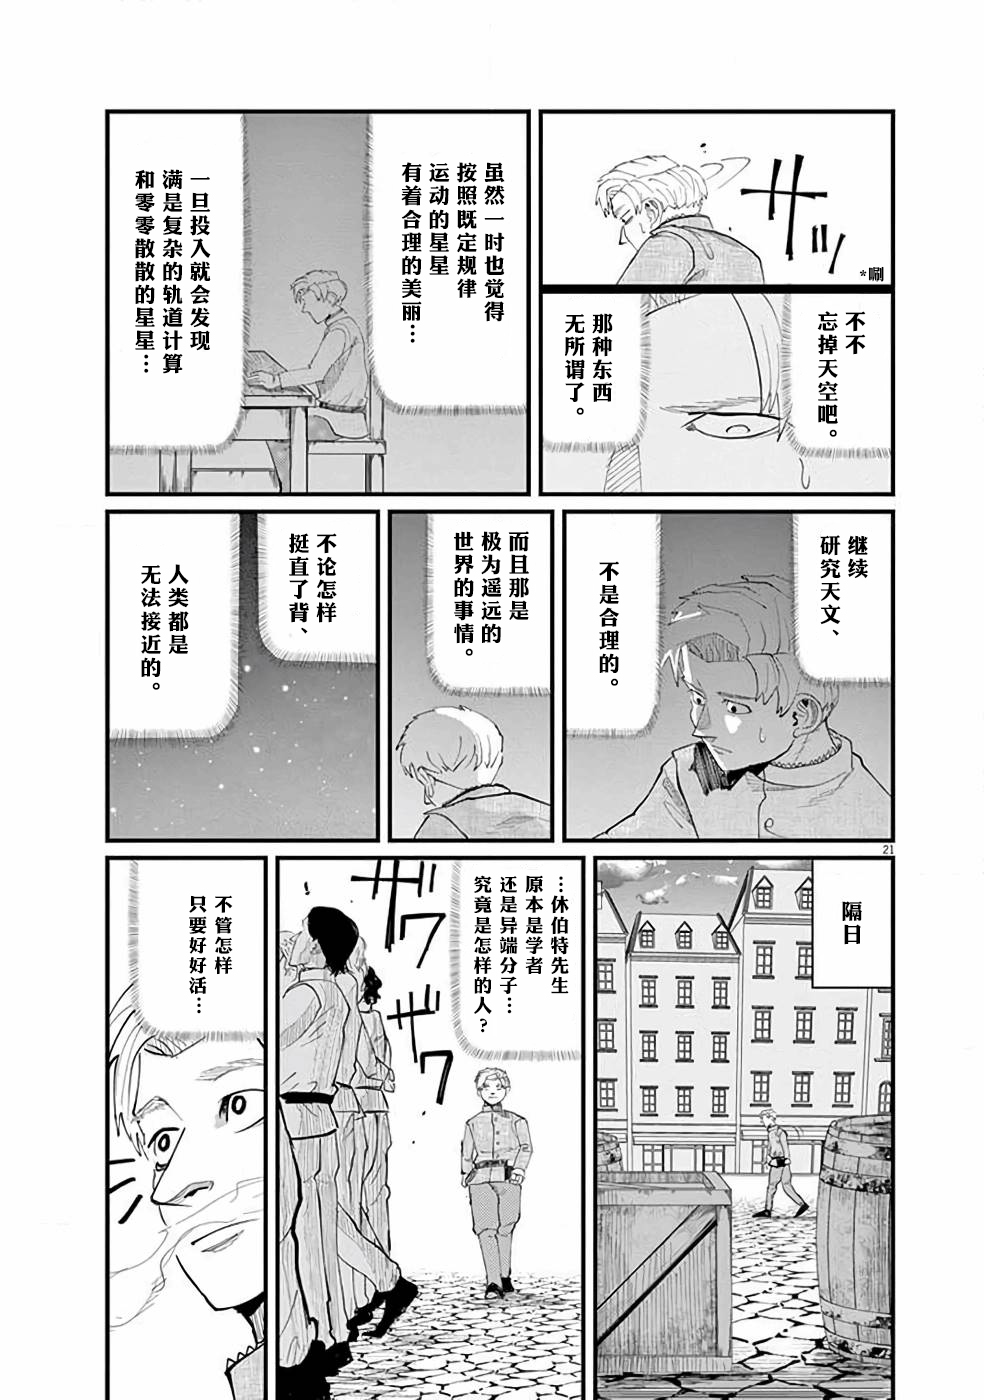 ザッ
*唰
不不
忘掉天空吧。
那种东西
无所谓了。
虽然一时也觉得
按照既定规律
运动的星星
有着合理的美丽…
一旦投入就会发现
满是复杂的轨道计算
和零零散散的星星…
继续
研究天文、
不是合理的。
而且那是
极为遥远的
世界的事情。
不论怎样
挺直了背、
人类都是
无法接近的。
21
隔日
…休伯特先生
原本是学者
还是异端分子…
究竟是怎样的人?
ザワ
ザワ
不管怎样
只要好好活…